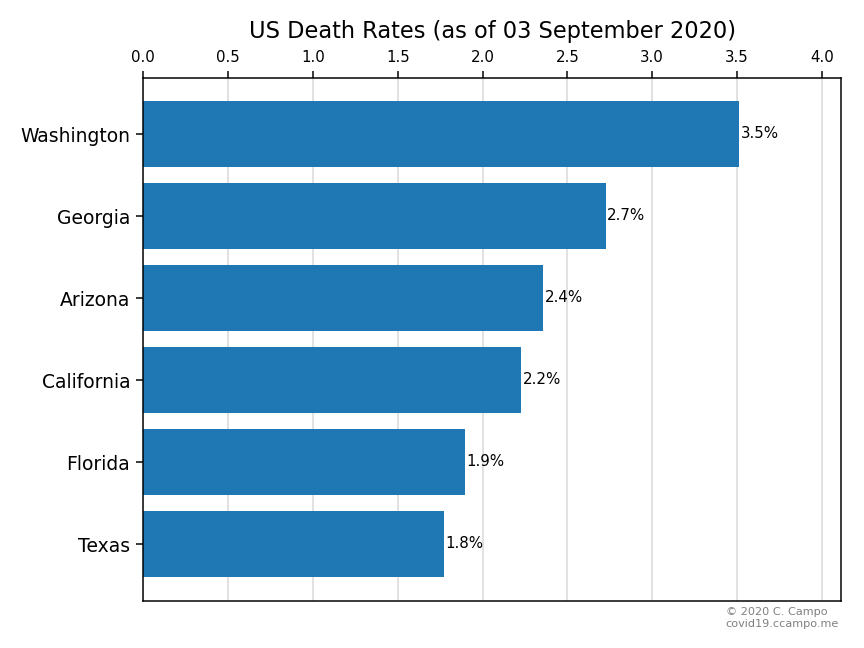 US Death Rates (as of 03 September 2020)
0.0 0.5 1.0 1.5 2.0 2.5 3.0 3.5 4.0
Washington 3.5%
Georgia 2.7%
Arizona 2.4%
California 2.2%
Florida 1.9%
Texas 1.8%
© 2020 C. Campo
covid19.ccampo.me